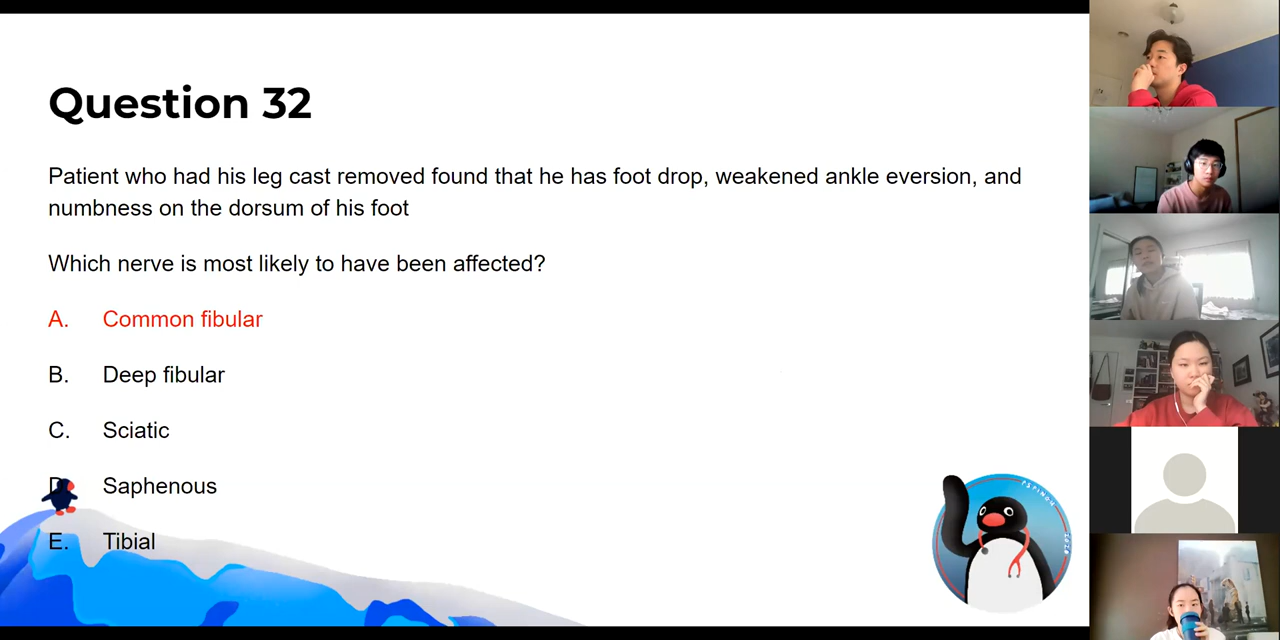 Question 32
Patient who had his leg cast removed found that he has foot drop, weakened ankle eversion, and
numbness on the dorsum of his foot
Which nerve is most likely to have been affected?
A. Common fibular
B. Deep fibular
C. Sciatic
D. Saphenous
E. Tibial